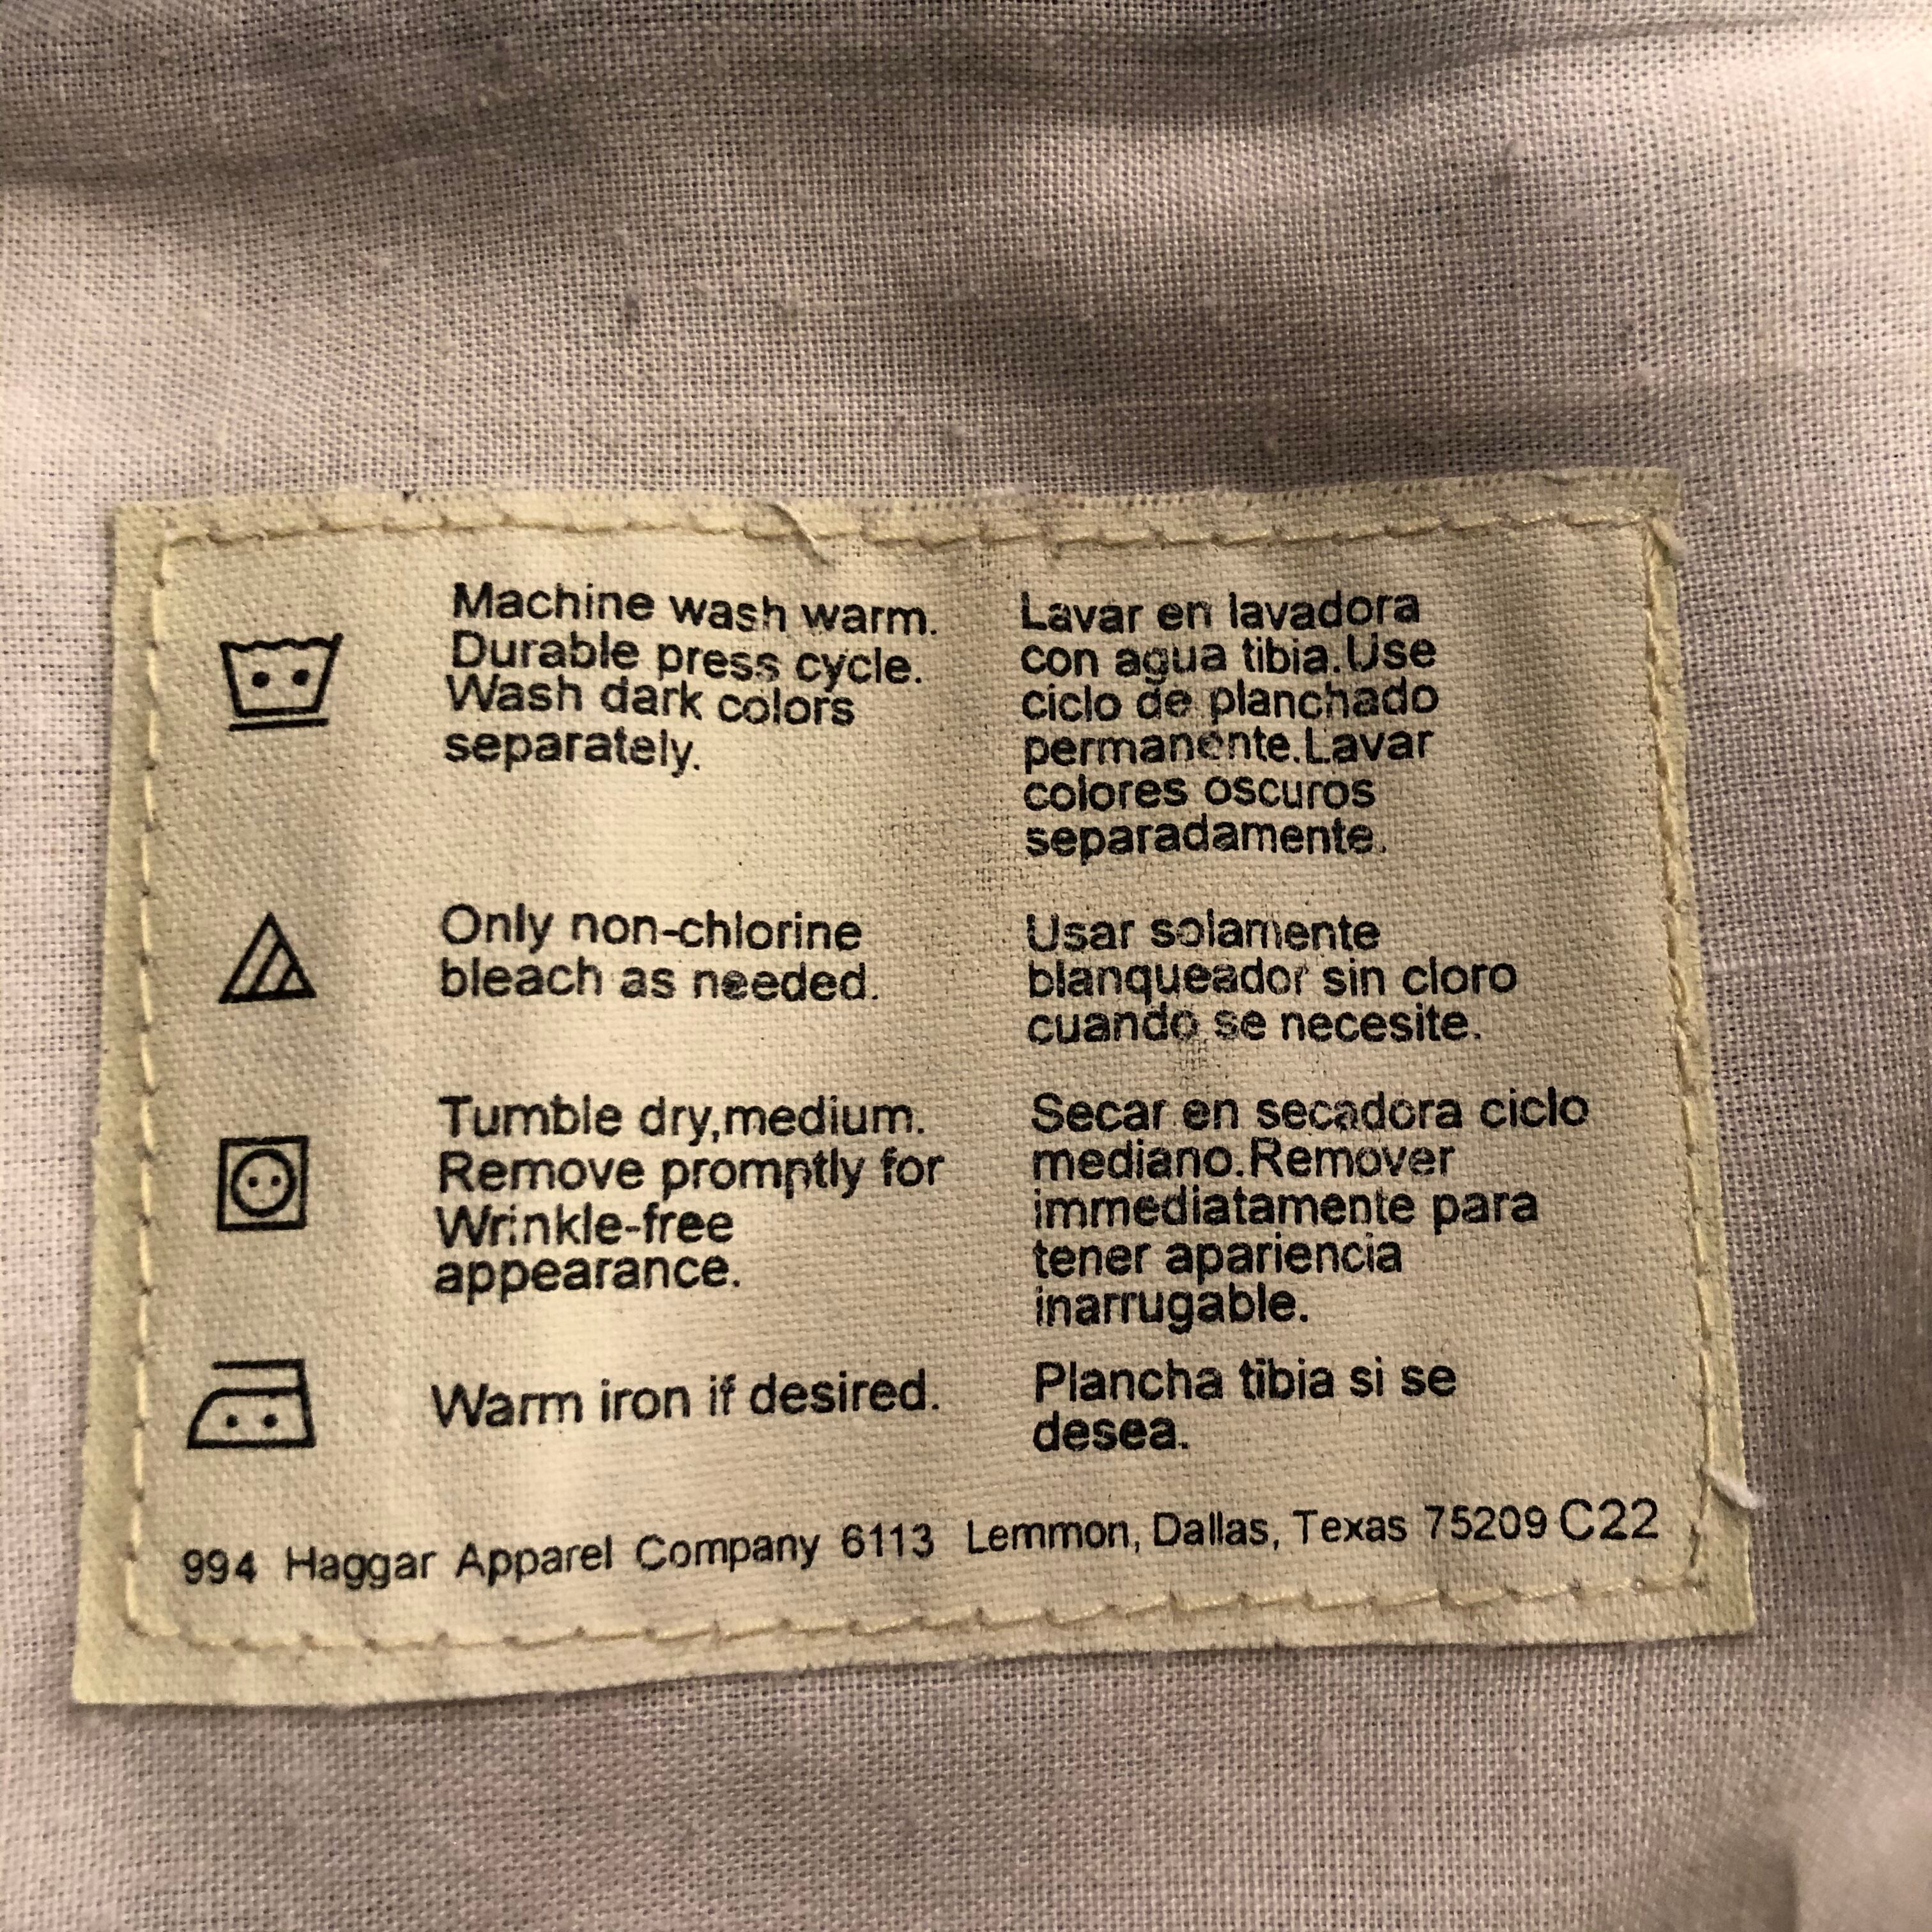 Machine wash warm.
Durable press cycle.
Wash dark colors
separately.
Lavar en lavadora
con agua tibia.Use
ciclo de planchado
permanente.Lavar
colores oscuros
separadamente.
Only non-chlorine
bleach as needed.
Usar solamente
blanqueador sin cloro
cuando se necesite.
Tumble dry,medium.
Remove promptly for
Wrinkle-free
appearance.
Secar en secadora ciclo
mediano.Remover
immediatamente para
tener apariencia
inarrugable.
Warm iron if desired.
Plancha tibia si se
desea.
994 Haggar Apparel Company 6113 Lemmon, Dallas, Texas 75209 C22